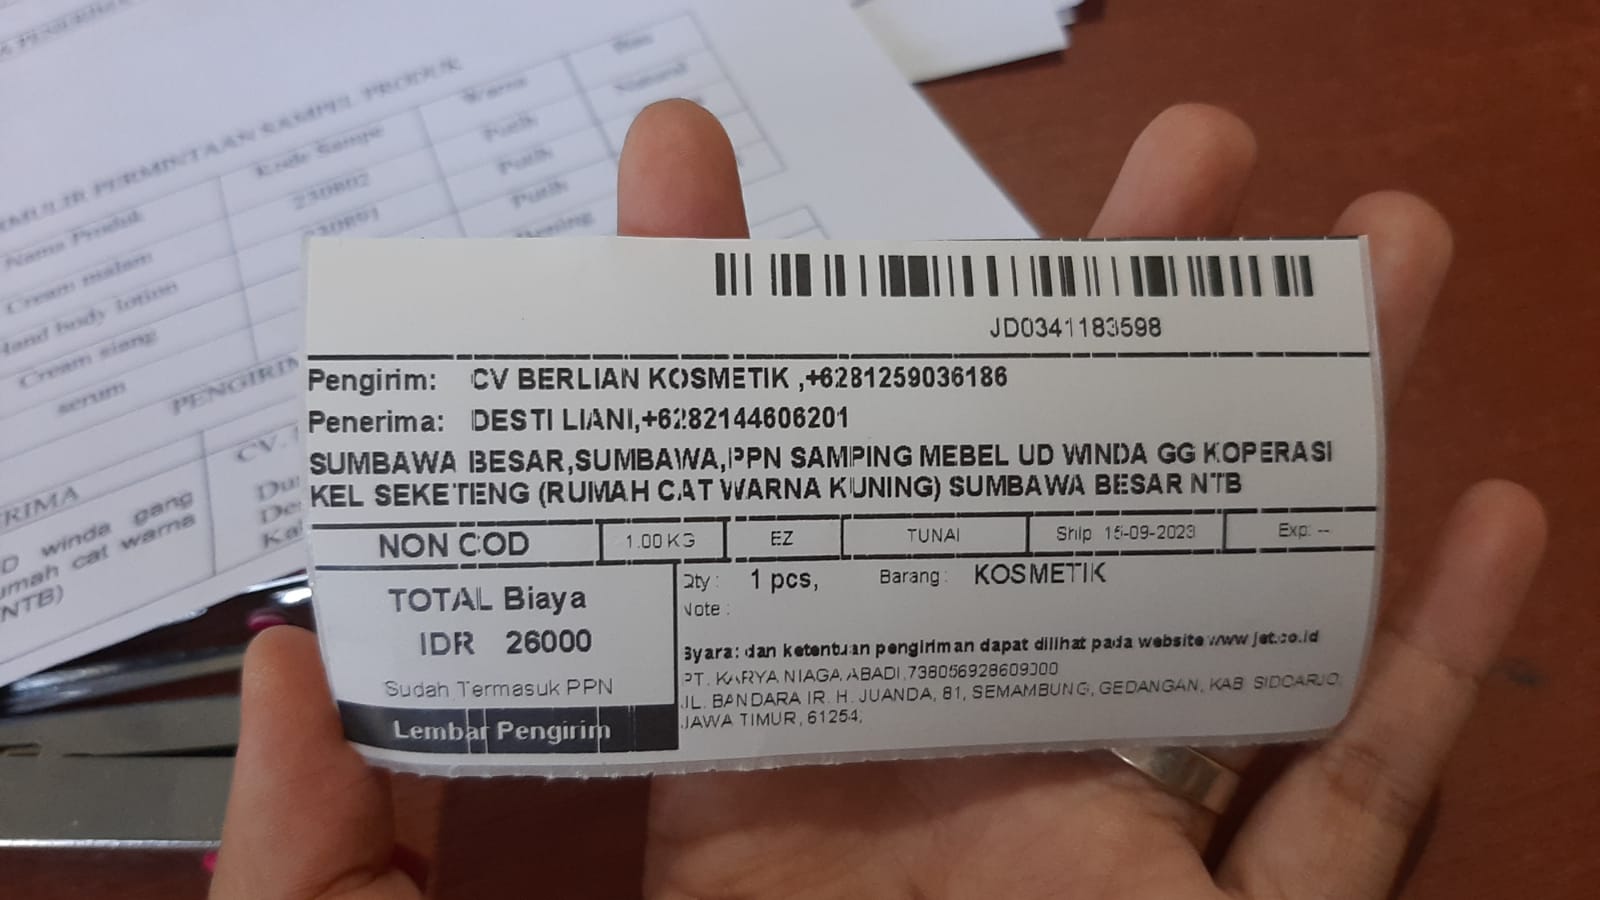 MULIR PERMINTAAN SAMPEL PRODUK
Nama Produk
Kode Sampe
Warna
Cream malam
230802
Putih
Natural
Hand body lotion
Putih
Cream siang
Putih
serum
Bening
PENGIRIM
RIMA
CV.
D winda gang
umah cat warna
NTB)
JD0341183598
Pengirim: CV BERLIAN KOSMETIK ,+6281259036186
Penerima: DESTI LIANI,+6282144606201
SUMBAWA BESAR,SUMBAWA,PPN SAMPING MEBEL UD WINDA GG KOPERASI
KEL SEKETENG (RUMAH CAT WARNA KUNING) SUMBAWA BESAR NTB
NON COD 1.00 KG EZ TUNAI Ship 15-09-2023 Exp: --
TOTAL Biaya
IDR 26000
Sudah Termasuk PPN
Lembar Pengirim
Qty : 1 pcs, Barang : KOSMETIK
Note :
Syarat dan ketentuan pengiriman dapat dilihat pada website www.jet.co.id
PT. KARYA NIAGA ABADI,738056928609000
JL. BANDARA IR. H. JUANDA, 81, SEMAMBUNG, GEDANGAN, KAB SIDOARJO,
JAWA TIMUR, 61254,